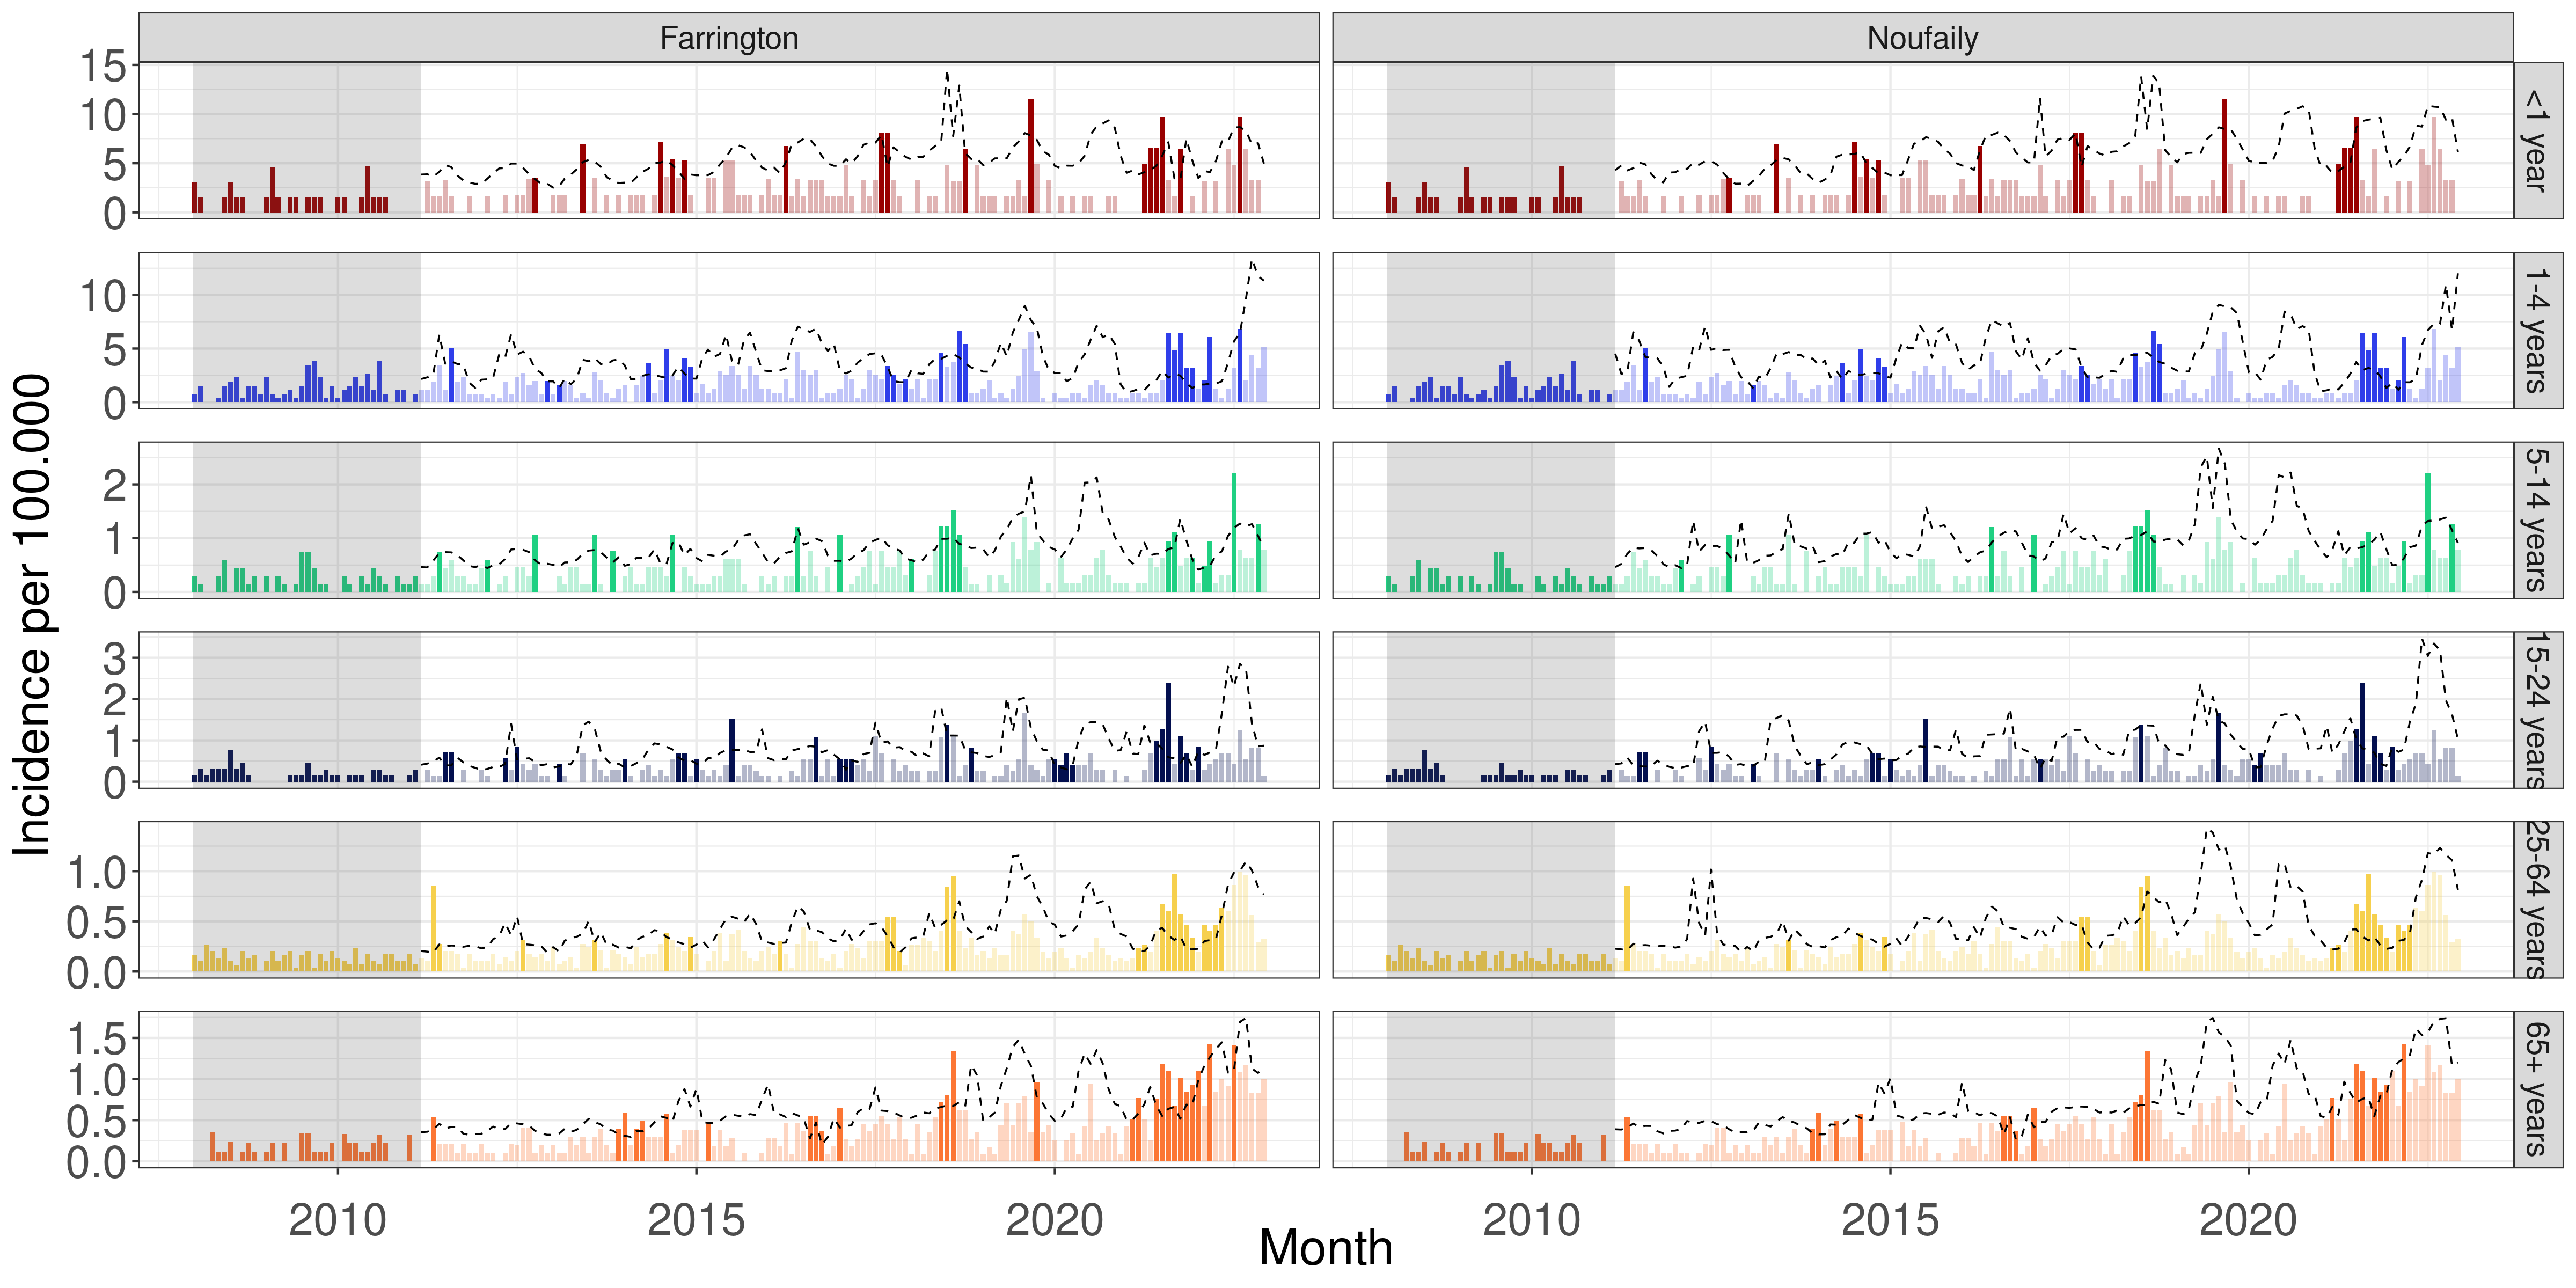 Farrington
Noufaily
15
10
5
0
<1 year
10
5
0
1-4 years
2
1
0
5-14 years
3
2
1
0
15-24 years
1.0
0.5
0.0
25-64 years
1.5
1.0
0.5
0.0
65+ years
Incidence per 100.000
2010
2015
2020
2010
2015
2020
Month